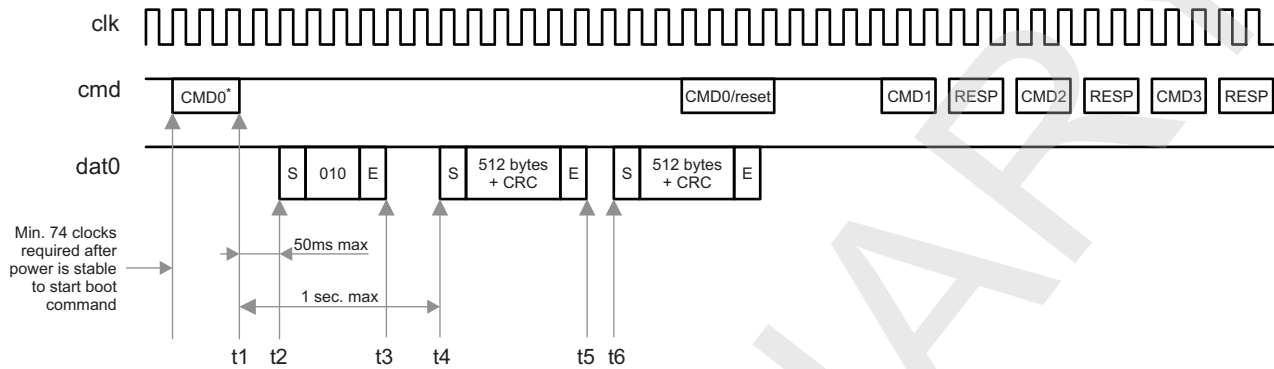 clk
cmd
CMD0*
CMD0/reset
CMD1
RESP
CMD2
RESP
CMD3
RESP
dat0
S
010
E
S
512 bytes
+ CRC
E
S
512 bytes
+ CRC
E
Min. 74 clocks
required after
power is stable
to start boot
command
50ms max
1 sec. max
t1
t2
t3
t4
t5
t6